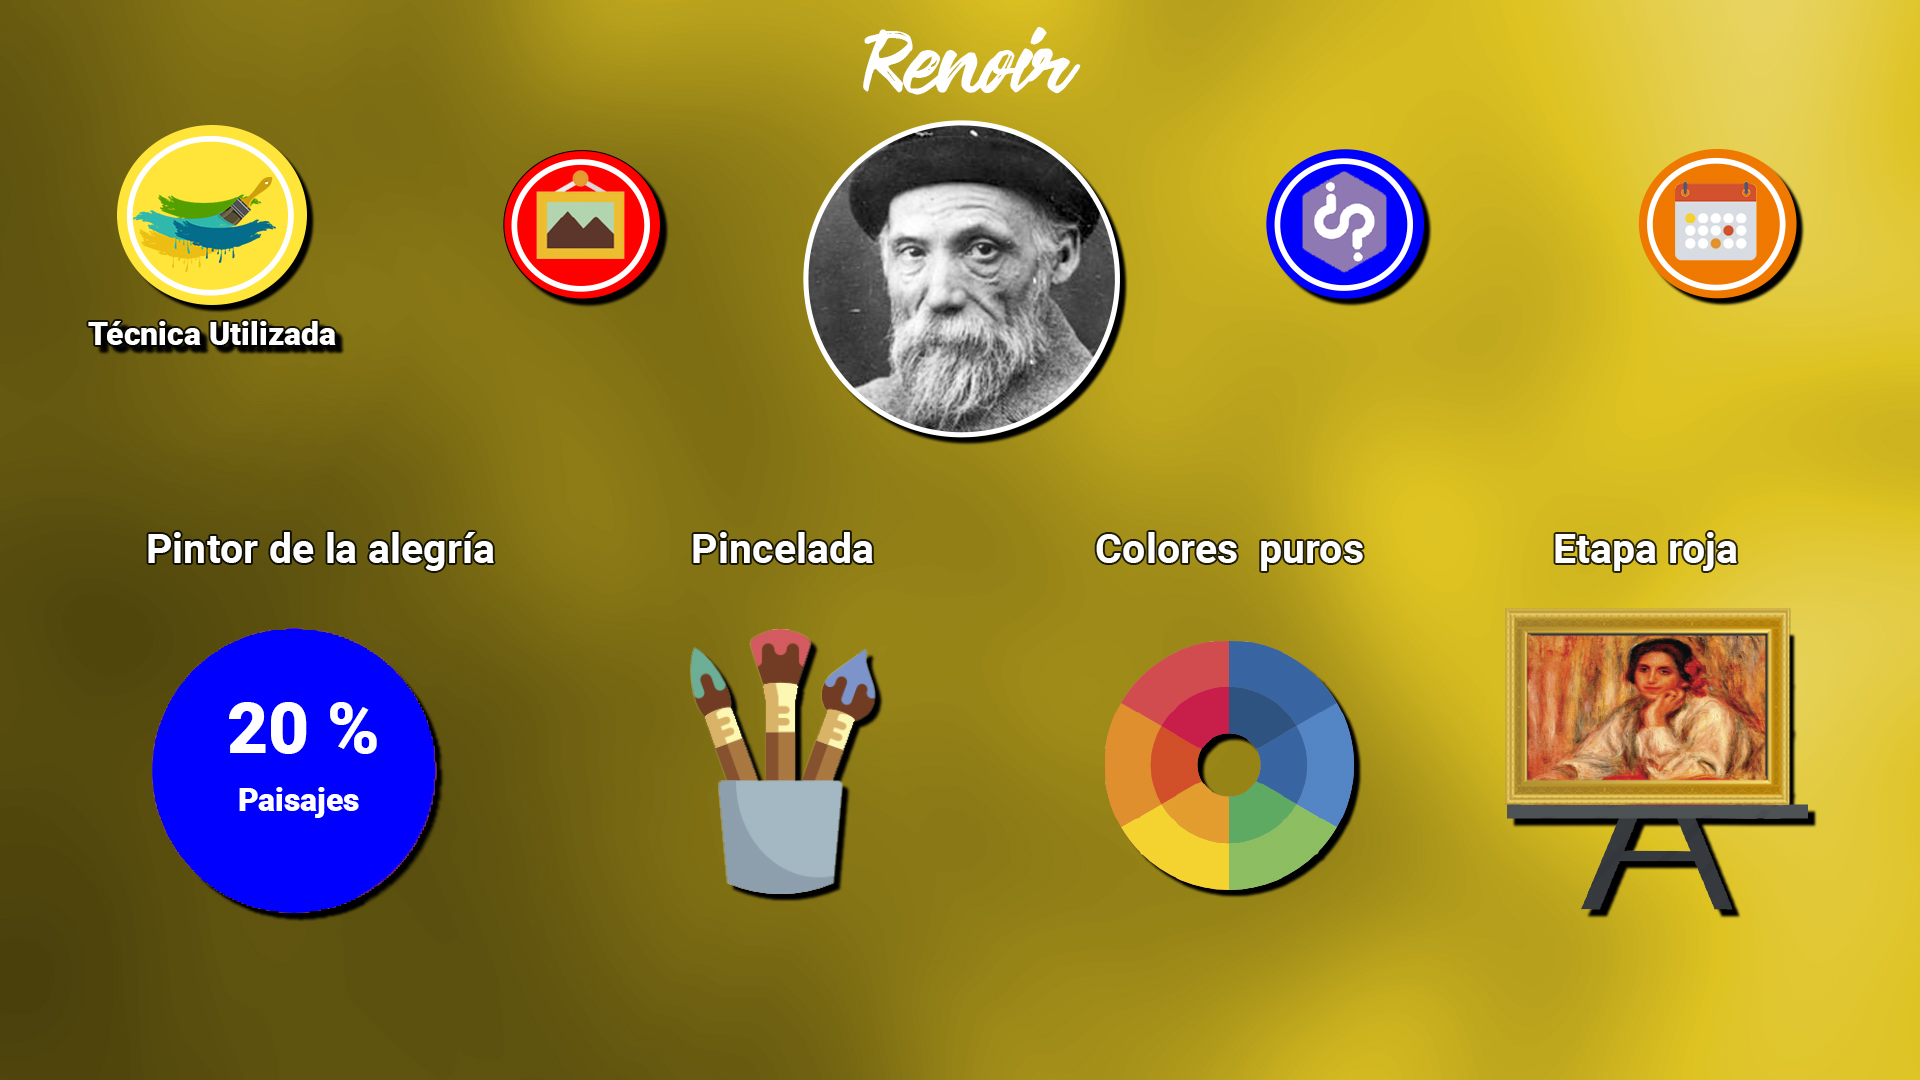 Renoir
Técnica Utilizada
Pintor de la alegría
Pincelada
Colores puros
Etapa roja
20 %
Paisajes